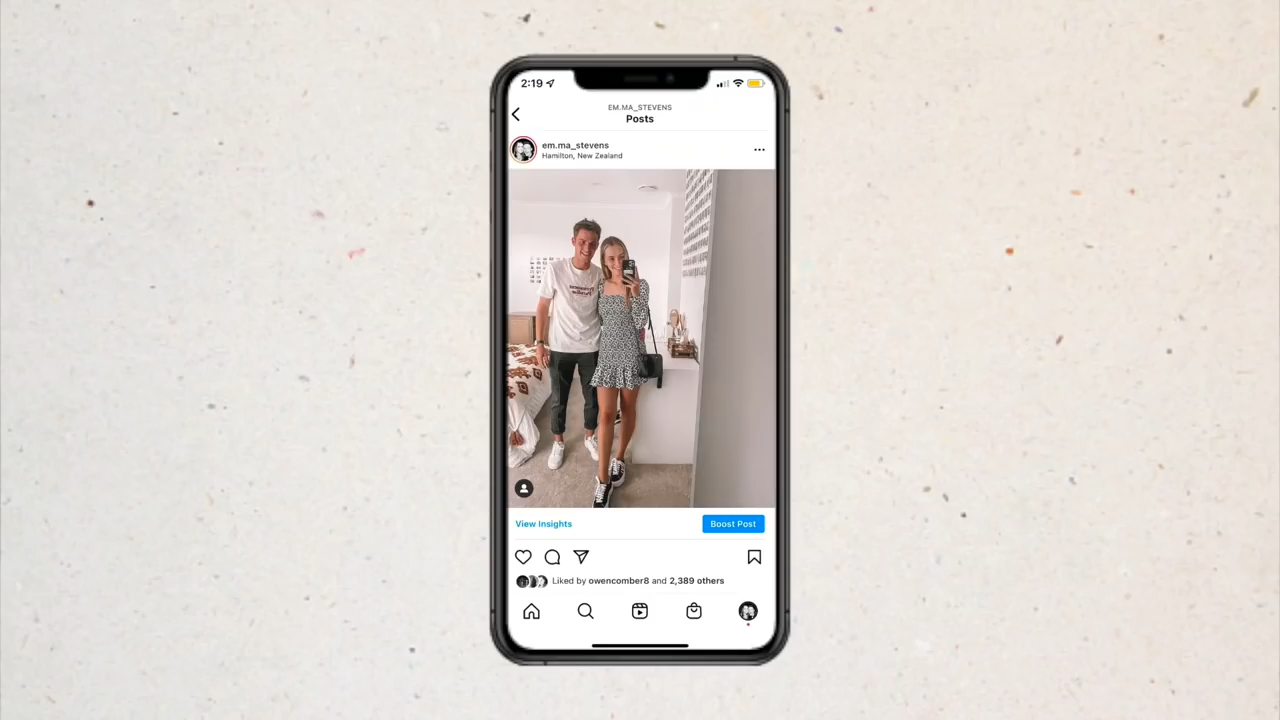 2:19
EM.MA_STEVENS
Posts
em.ma_stevens
Hamilton, New Zealand
View Insights
Boost Post
Liked by owencomber8 and 2,389 others